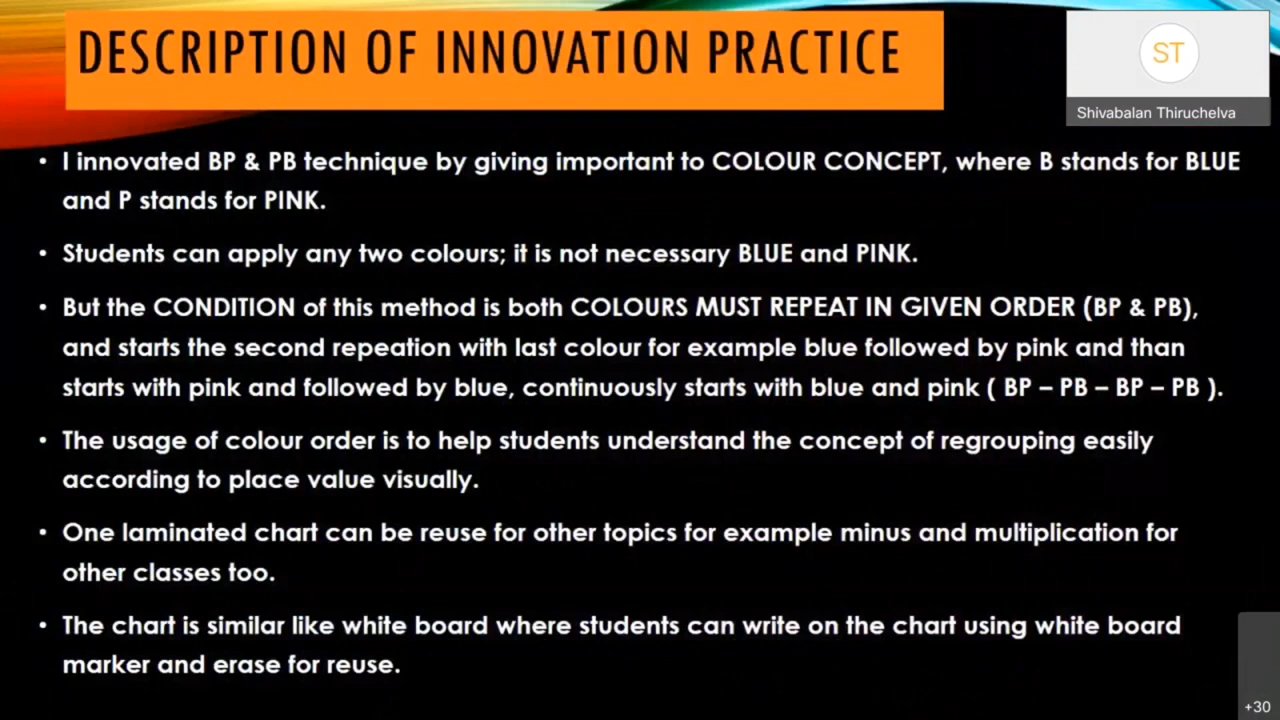 DESCRIPTION OF INNOVATION PRACTICE
ST
Shivabalan Thiruchelva
• I innovated BP & PB technique by giving important to COLOUR CONCEPT, where B stands for BLUE
and P stands for PINK.
• Students can apply any two colours; it is not necessary BLUE and PINK.
• But the CONDITION of this method is both COLOURS MUST REPEAT IN GIVEN ORDER (BP & PB),
and starts the second repeation with last colour for example blue followed by pink and than
starts with pink and followed by blue, continuously starts with blue and pink ( BP – PB – BP – PB ).
• The usage of colour order is to help students understand the concept of regrouping easily
according to place value visually.
• One laminated chart can be reuse for other topics for example minus and multiplication for
other classes too.
• The chart is similar like white board where students can write on the chart using white board
marker and erase for reuse.
+30